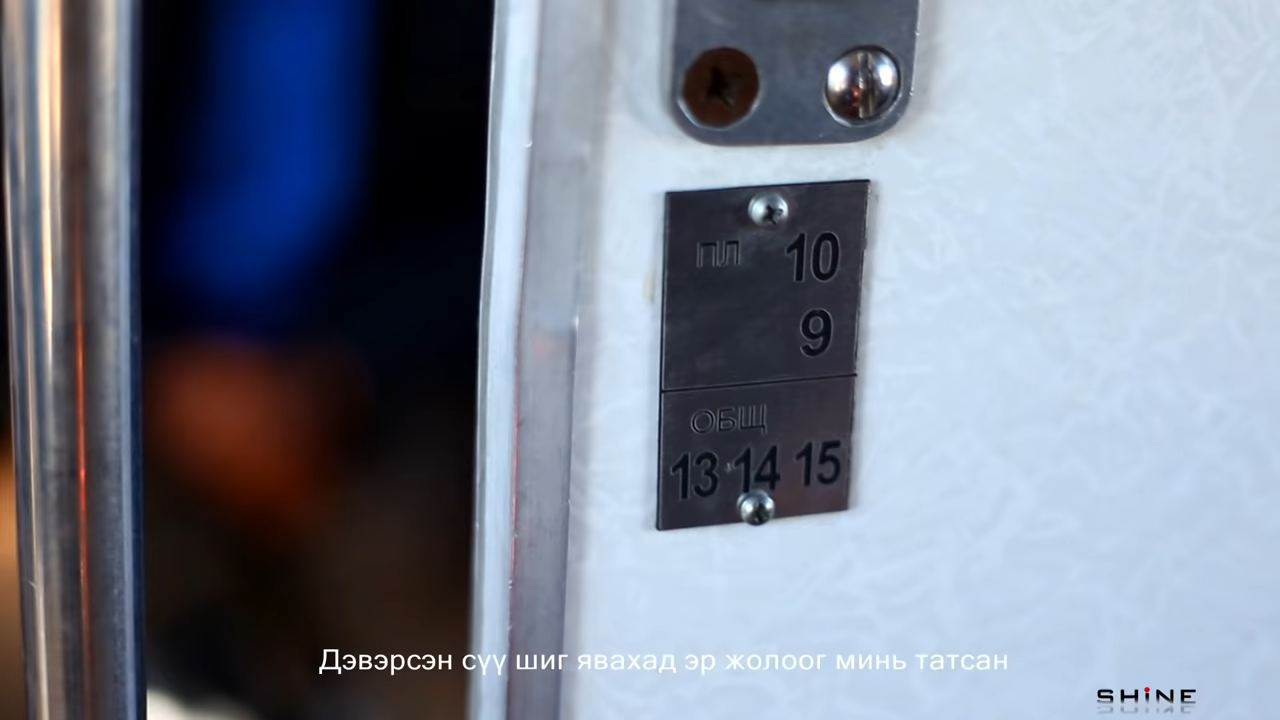 ПЛ 10
9
ОБЩ
13 14 15
Дэвэрсэн сүү шиг явахад эр жолоог минь татсан
SHINE